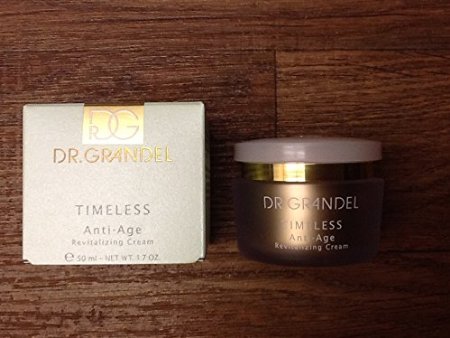 DR
G
DR.GRANDEL
TIMELESS
Anti-Age
Revitalizing Cream
℮ 50 ml - NET WT. 1.7 OZ.
DR.GRANDEL
TIMELESS
Anti-Age
Revitalizing Cream